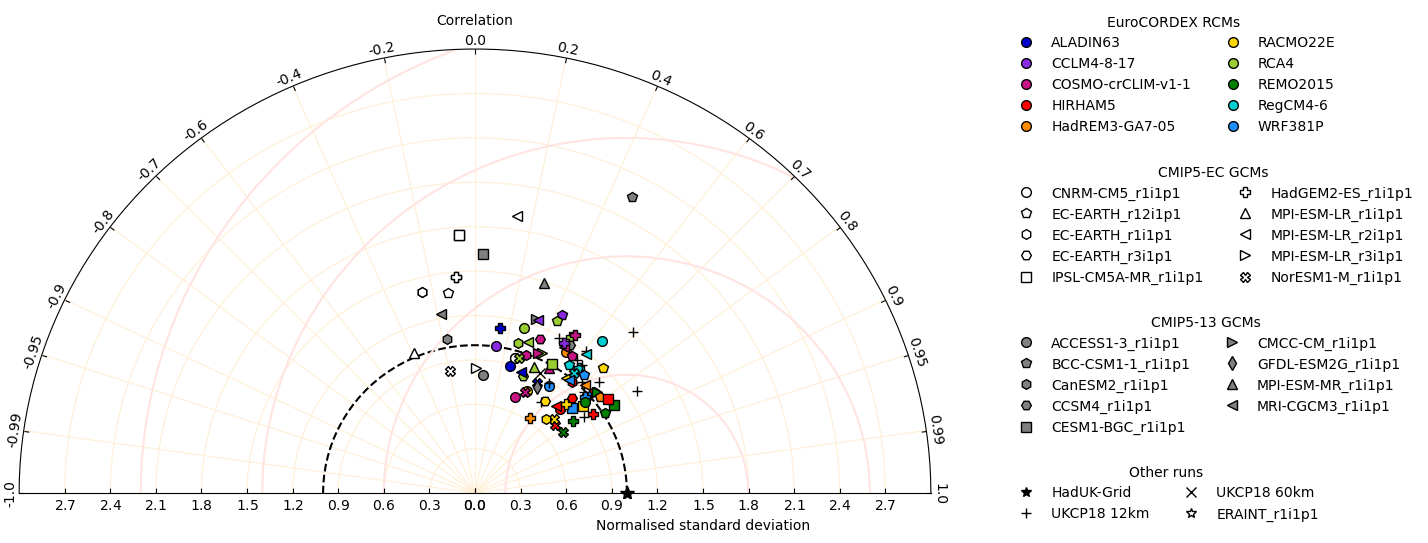 Correlation
-1.0
-0.99
-0.95
-0.9
-0.8
-0.7
-0.6
-0.4
-0.2
0.0
0.2
0.4
0.6
0.7
0.8
0.9
0.95
0.99
1.0
2.7 2.4 2.1 1.8 1.5 1.2 0.9 0.6 0.3 0.0 0.3 0.6 0.9 1.2 1.5 1.8 2.1 2.4 2.7
Normalised standard deviation
EuroCORDEX RCMs
ALADIN63 RACMO22E
CCLM4-8-17 RCA4
COSMO-crCLIM-v1-1 REMO2015
HIRHAM5 RegCM4-6
HadREM3-GA7-05 WRF381P
CMIP5-EC GCMs
CNRM-CM5_r1i1p1 HadGEM2-ES_r1i1p1
EC-EARTH_r12i1p1 MPI-ESM-LR_r1i1p1
EC-EARTH_r1i1p1 MPI-ESM-LR_r2i1p1
EC-EARTH_r3i1p1 MPI-ESM-LR_r3i1p1
IPSL-CM5A-MR_r1i1p1 NorESM1-M_r1i1p1
CMIP5-13 GCMs
ACCESS1-3_r1i1p1 CMCC-CM_r1i1p1
BCC-CSM1-1_r1i1p1 GFDL-ESM2G_r1i1p1
CanESM2_r1i1p1 MPI-ESM-MR_r1i1p1
CCSM4_r1i1p1 MRI-CGCM3_r1i1p1
CESM1-BGC_r1i1p1
Other runs
HadUK-Grid UKCP18 60km
UKCP18 12km ERAINT_r1i1p1